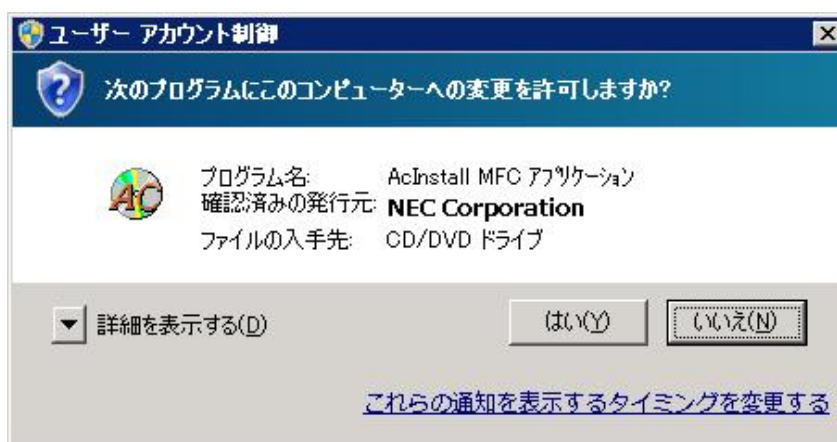 ユーザー アカウント制御
次のプログラムにこのコンピューターへの変更を許可しますか?
AC
プログラム名: AcInstall MFC アプリケーション
確認済みの発行元: NEC Corporation
ファイルの入手先: CD/DVD ドライブ
詳細を表示する(D) はい(Y) いいえ(N)
これらの通知を表示するタイミングを変更する